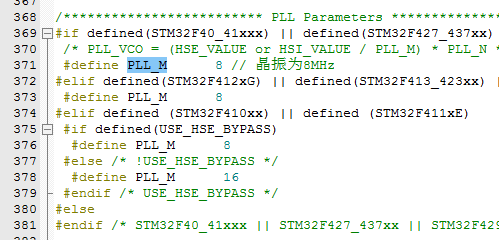 367
368 /************************* PLL Parameters *************
369 #if defined(STM32F40_41xxx) || defined(STM32F427_437xx)
370 /* PLL_VCO = (HSE_VALUE or HSI_VALUE / PLL_M) * PLL_N *
371 #define PLL_M 8 // 晶振为8MHz
372 #elif defined(STM32F412xG) || defined(STM32F413_423xx)
373 #define PLL_M 8
374 #elif defined (STM32F410xx) || defined (STM32F411xE)
375 #if defined(USE_HSE_BYPASS)
376 #define PLL_M 8
377 #else /* !USE_HSE_BYPASS */
378 #define PLL_M 16
379 #endif /* USE_HSE_BYPASS */
380 #else
381 #endif /* STM32F40_41xxx || STM32F427_437xx || STM32F429